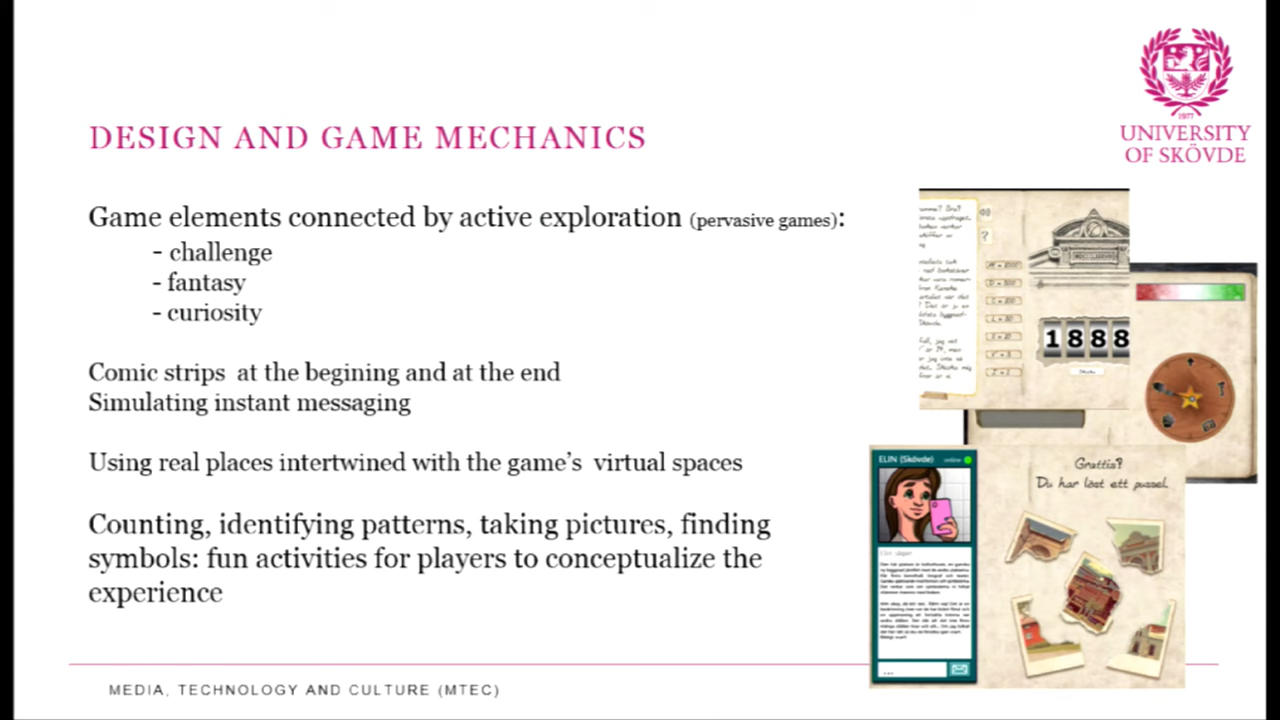 1977
UNIVERSITY
OF SKÖVDE
DESIGN AND GAME MECHANICS
Game elements connected by active exploration (pervasive games):
- challenge
- fantasy
- curiosity
Comic strips at the begining and at the end
Simulating instant messaging
Using real places intertwined with the game's virtual spaces
Counting, identifying patterns, taking pictures, finding
symbols: fun activities for players to conceptualize the
experience
?
1888
ELIN (Skövde)
online
Grattis?
Du har löst ett pussel.
...
MEDIA, TECHNOLOGY AND CULTURE (MTEC)